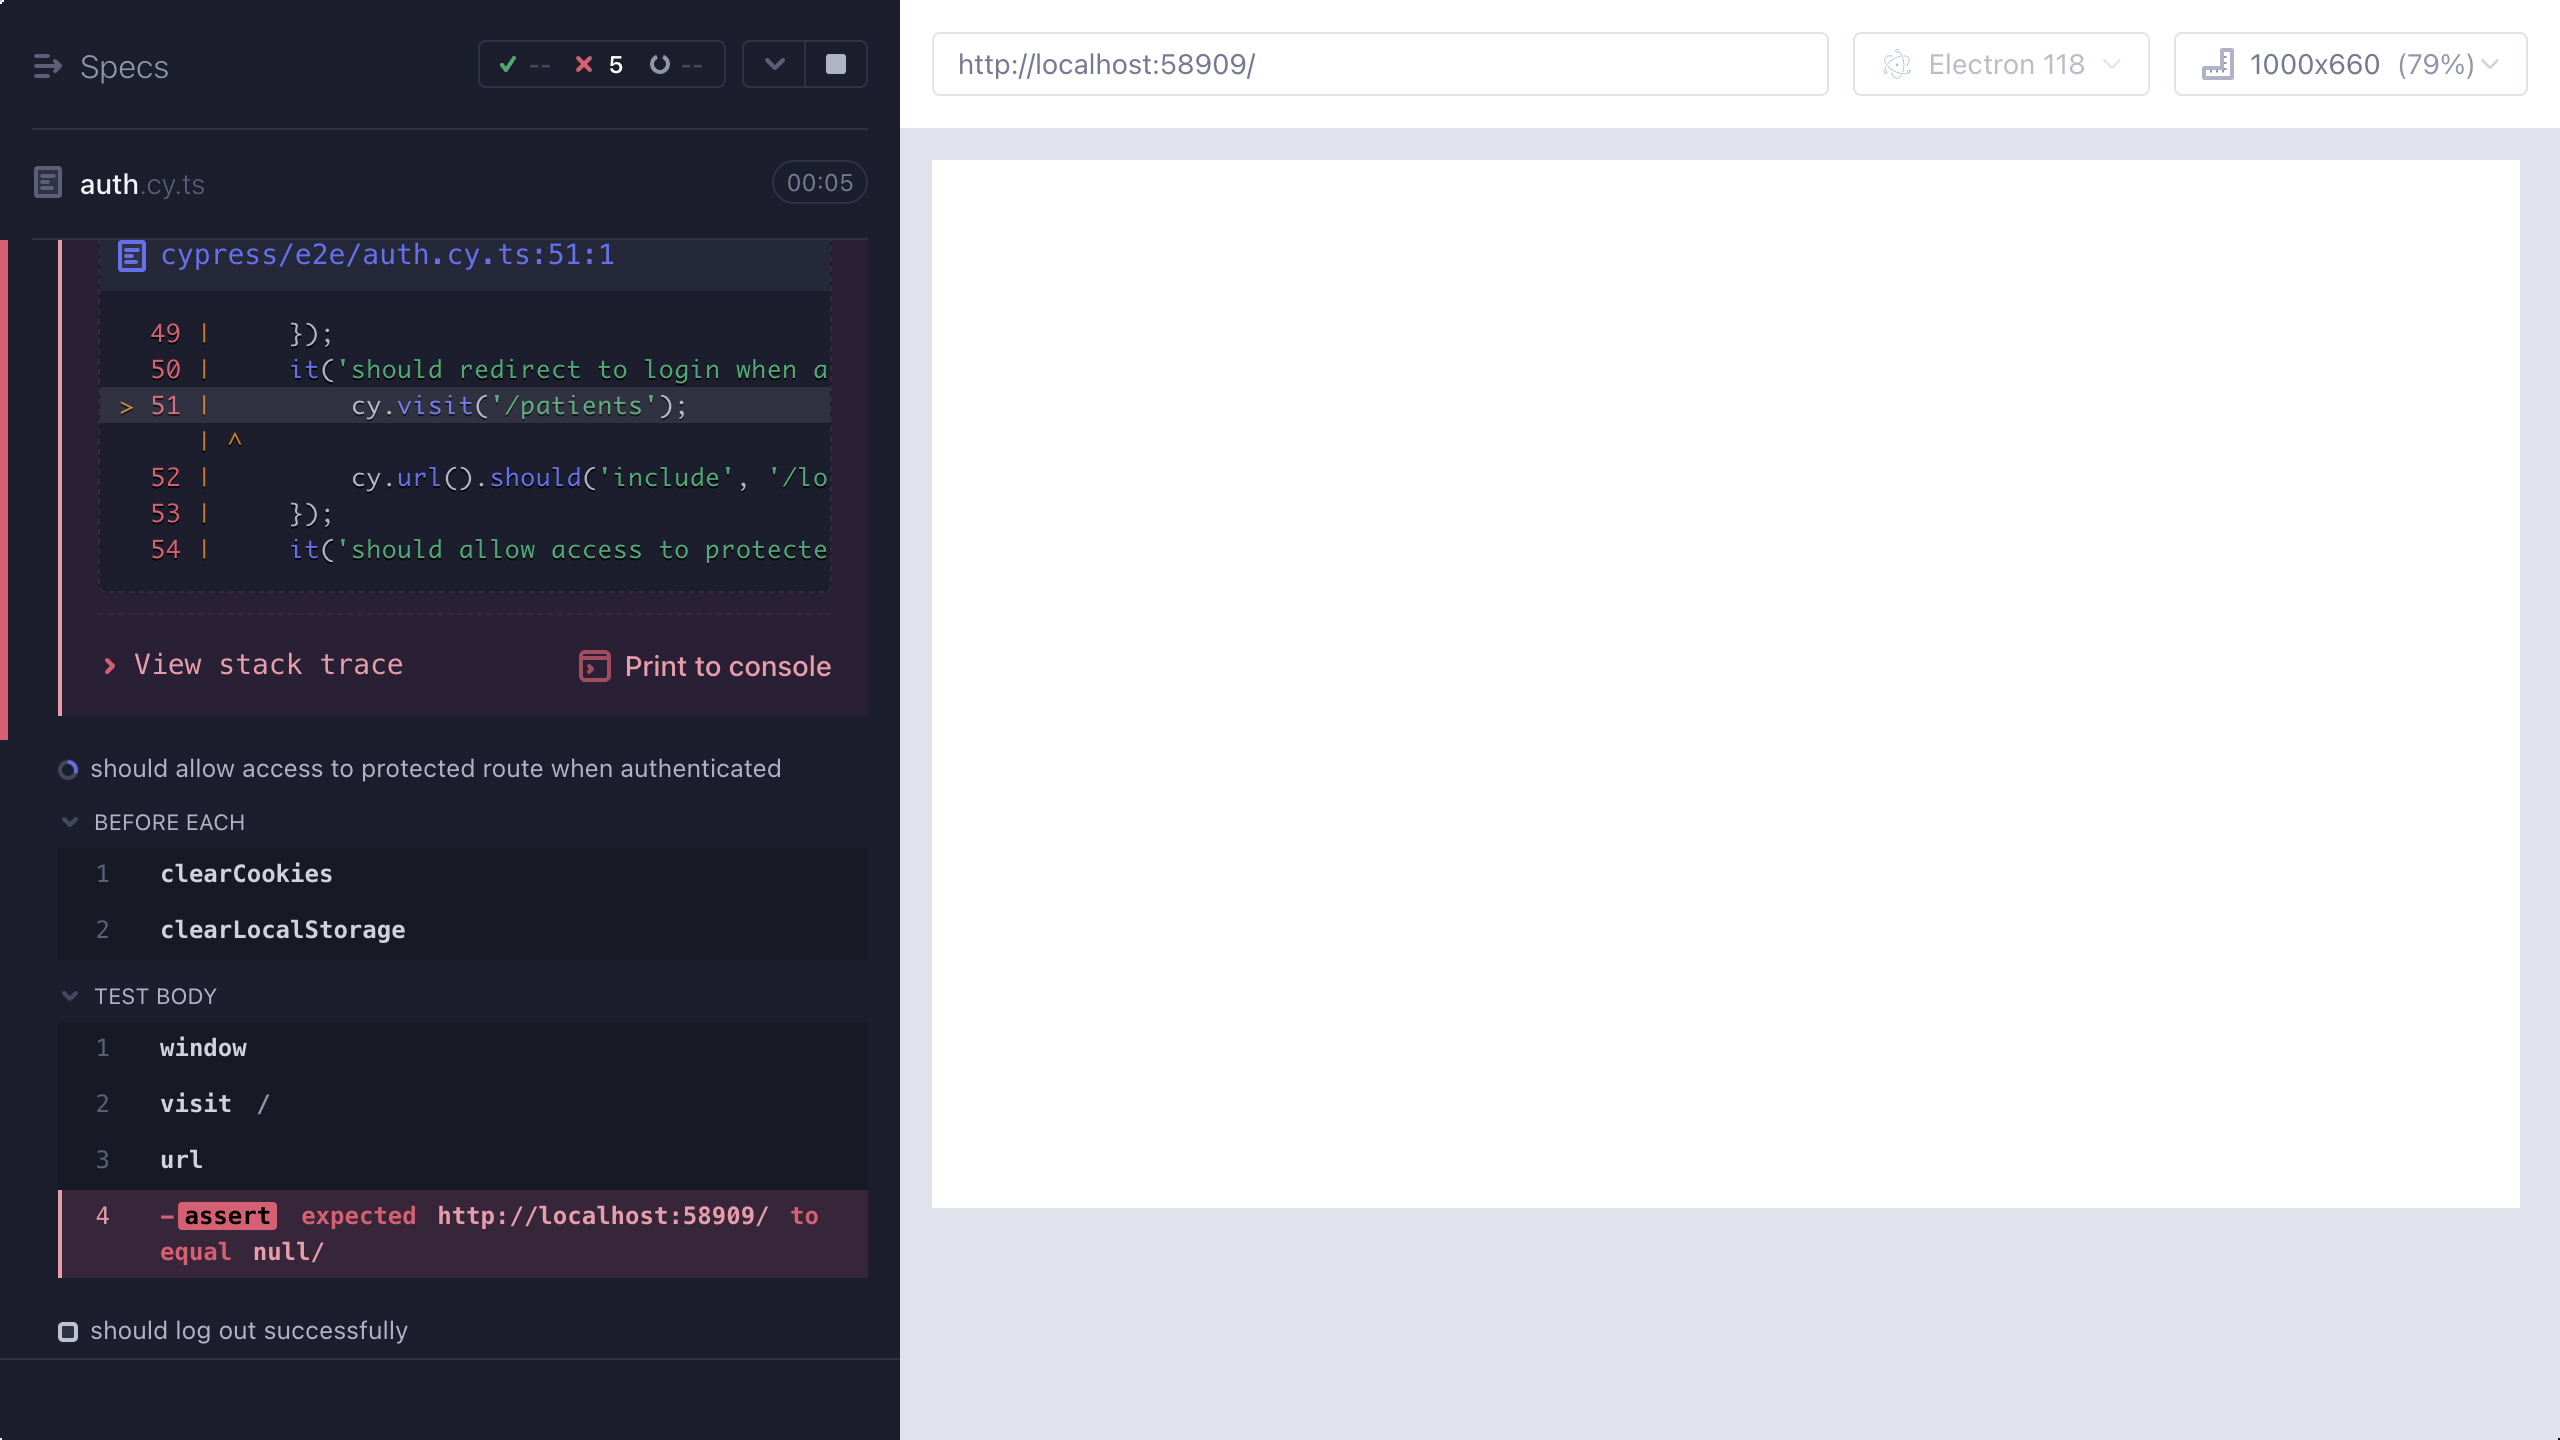 Specs
-- 5 --
auth.cy.ts
00:05
cypress/e2e/auth.cy.ts:51:1
49 | });
50 | it('should redirect to login when a
> 51 | cy.visit('/patients');
| ^
52 | cy.url().should('include', '/lo
53 | });
54 | it('should allow access to protecte
View stack trace
Print to console
should allow access to protected route when authenticated
BEFORE EACH
1 clearCookies
2 clearLocalStorage
TEST BODY
1 window
2 visit /
3 url
4 -assert expected http://localhost:58909/ to
equal null/
should log out successfully
http://localhost:58909/
Electron 118
1000x660 (79%)